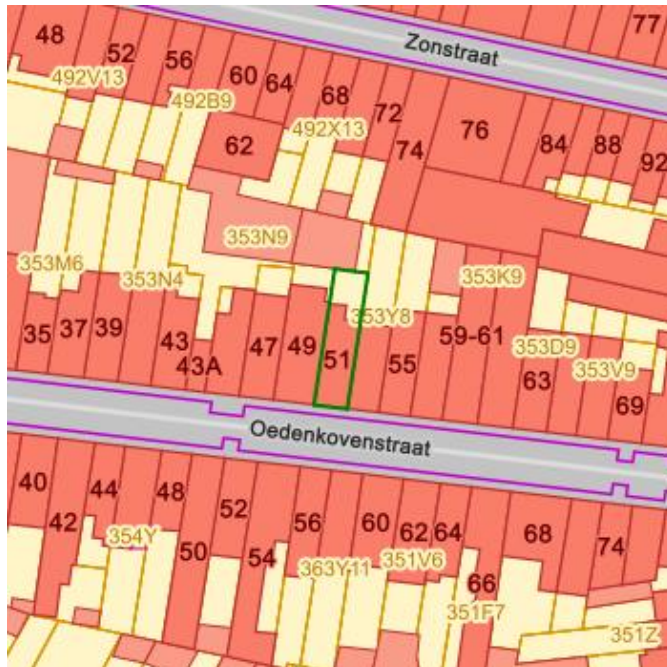 77
48
52
56
60
64
68
72
Zonstraat
492V13
492B9
492X13
62
74
76
84
88
92
353M6
353N4
353N9
353K9
353Y8
353D9
353V9
35
37
39
43
43A
47
49
51
55
59-61
63
69
Oedenkovenstraat
40
42
44
48
50
52
54
56
60
62
64
66
68
74
354Y
363Y11
351V6
351F7
351Z